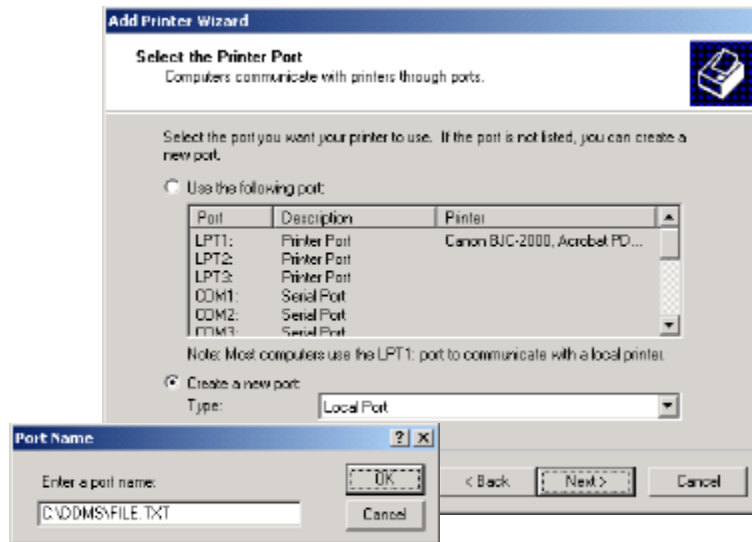 Add Printer Wizard
Select the Printer Port
Computers communicate with printers through ports.
Select the port you want your printer to use. If the port is not listed, you can create a
new port.
Use the following port:
Port Description Printer
LPT1: Printer Port Canon BJC-2000, Acrobat PD...
LPT2: Printer Port
LPT3: Printer Port
COM1: Serial Port
COM2: Serial Port
COM3: Serial Port
Note: Most computers use the LPT1: port to communicate with a local printer.
Create a new port:
Type: Local Port
< Back Next > Cancel
Port Name
Enter a port name:
C:\DDMS\FILE.TXT
OK
Cancel